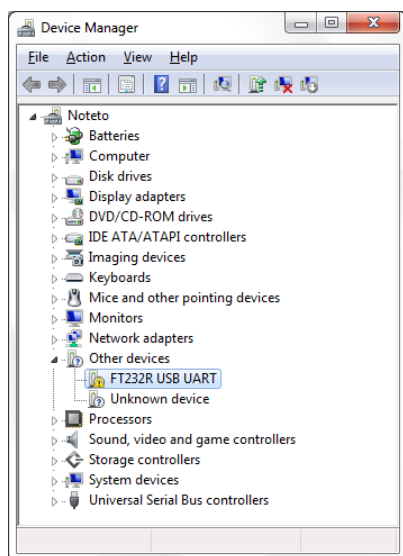 Device Manager
File Action View Help
Noteto
Batteries
Computer
Disk drives
Display adapters
DVD/CD-ROM drives
IDE ATA/ATAPI controllers
Imaging devices
Keyboards
Mice and other pointing devices
Monitors
Network adapters
Other devices
FT232R USB UART
Unknown device
Processors
Sound, video and game controllers
Storage controllers
System devices
Universal Serial Bus controllers